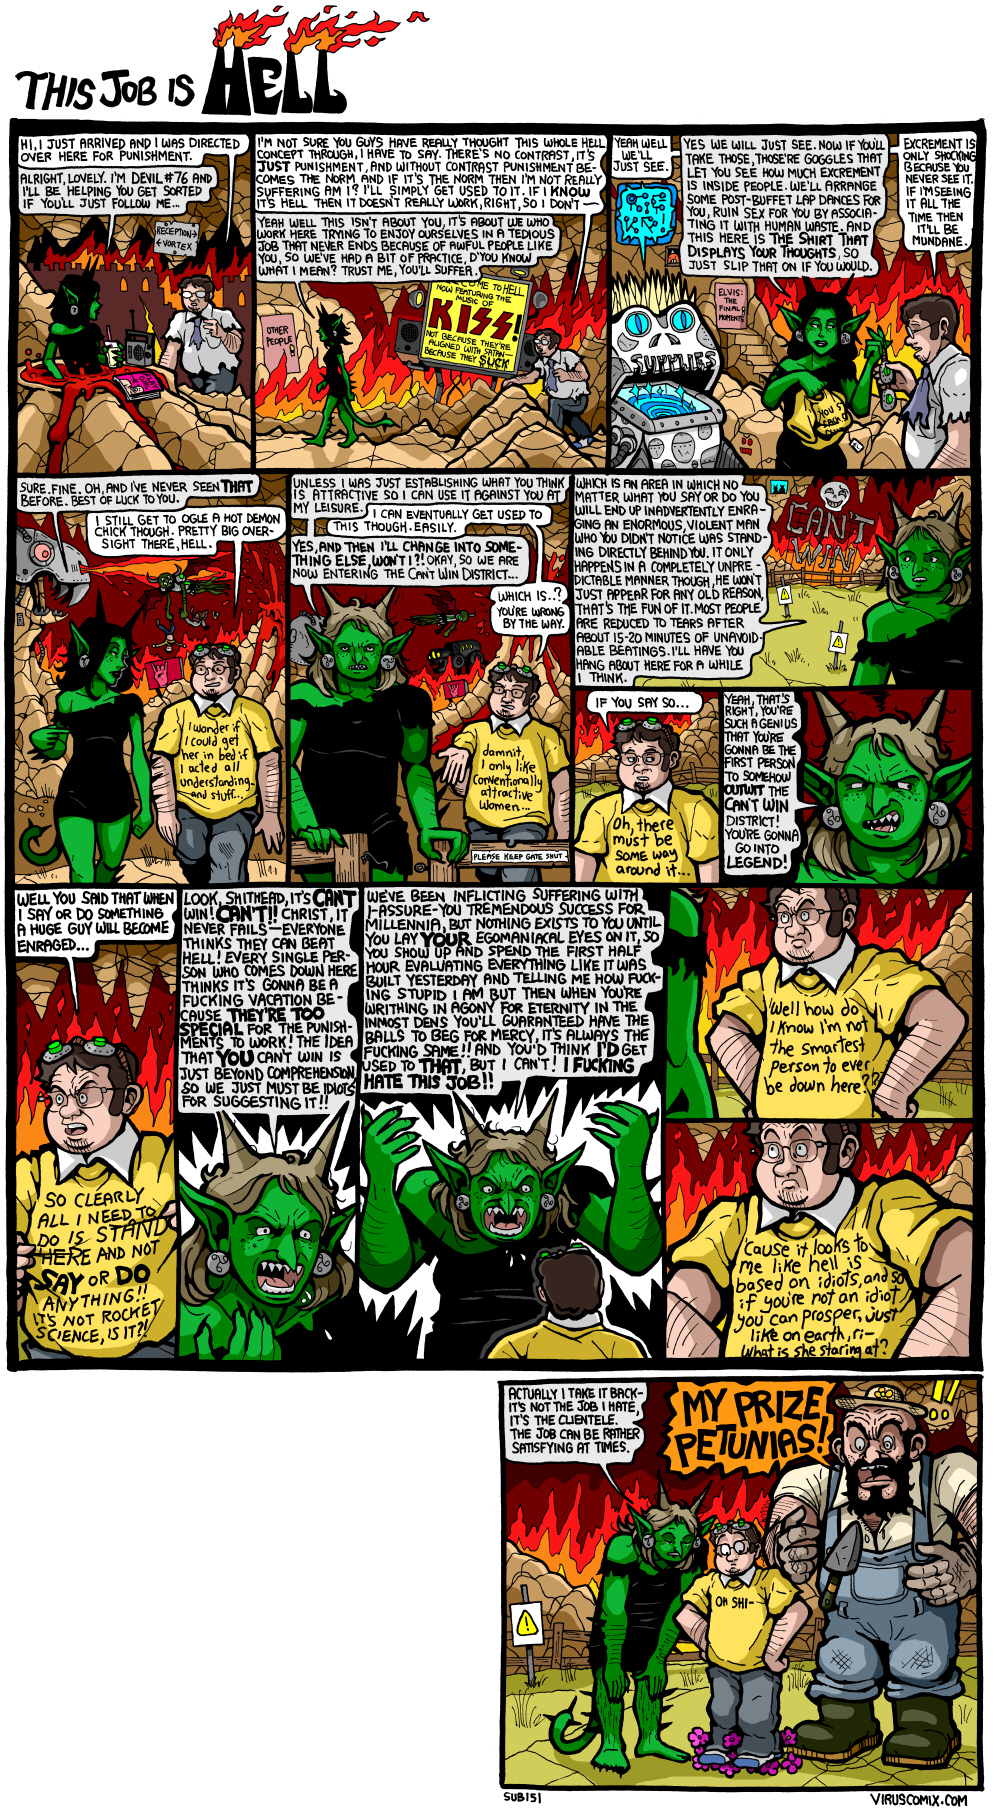 THIS JOB IS HELL
HI, I JUST ARRIVED AND I WAS DIRECTED
OVER HERE FOR PUNISHMENT.
ALRIGHT, LOVELY. I'M DEVIL #76 AND
I'LL BE HELPING YOU GET SORTED
IF YOU'LL JUST FOLLOW ME...
RECEPTION→
←VORTEX
I'M NOT SURE YOU GUYS HAVE REALLY THOUGHT THIS WHOLE HELL
CONCEPT THROUGH, I HAVE TO SAY. THERE'S NO CONTRAST, IT'S
JUST PUNISHMENT, AND WITHOUT CONTRAST PUNISHMENT BE-
COMES THE NORM AND IF IT'S THE NORM THEN I'M NOT REALLY
SUFFERING AM I? I'LL SIMPLY GET USED TO IT. IF I KNOW
IT'S HELL THEN IT DOESN'T REALLY WORK, RIGHT, SO I DON'T—
YEAH WELL THIS ISN'T ABOUT YOU, IT'S ABOUT WE WHO
WORK HERE TRYING TO ENJOY OURSELVES IN A TEDIOUS
JOB THAT NEVER ENDS BECAUSE OF AWFUL PEOPLE LIKE
YOU, SO WE'VE HAD A BIT OF PRACTICE, D'YOU KNOW
WHAT I MEAN? TRUST ME, YOU'LL SUFFER.
OTHER
PEOPLE
COME TO HELL
NOW FEATURING THE
MUSIC OF
KISS!
NOT BECAUSE THEY'RE
ALIGNED WITH SATAN—
BECAUSE THEY SUCK
YEAH WELL
WE'LL
JUST SEE.
YES WE WILL JUST SEE. NOW IF YOU'LL
TAKE THOSE, THOSE'RE GOGGLES THAT
LET YOU SEE HOW MUCH EXCREMENT
IS INSIDE PEOPLE. WE'LL ARRANGE
SOME POST-BUFFET LAP DANCES FOR
YOU, RUIN SEX FOR YOU BY ASSOCIA-
TING IT WITH HUMAN WASTE. AND
THIS HERE IS THE SHIRT THAT
DISPLAYS YOUR THOUGHTS, SO
JUST SLIP THAT ON IF YOU WOULD.
EXCREMENT IS
ONLY SHOCKING
BECAUSE YOU
NEVER SEE IT.
IF I'M SEEING
IT ALL THE
TIME THEN
IT'LL BE
MUNDANE.
ELVIS:
THE
FINAL
MOMENTS
SUPPLIES
SURE. FINE. OH, AND I'VE NEVER SEEN THAT
BEFORE. BEST OF LUCK TO YOU.
I STILL GET TO OGLE A HOT DEMON
CHICK THOUGH. PRETTY BIG OVER-
SIGHT THERE, HELL.
I wonder if
I could get
her in bed if
I acted all
understanding
and stuff...
UNLESS I WAS JUST ESTABLISHING WHAT YOU THINK
IS ATTRACTIVE SO I CAN USE IT AGAINST YOU AT
MY LEISURE.
I CAN EVENTUALLY GET USED TO
THIS THOUGH. EASILY.
YES, AND THEN I'LL CHANGE INTO SOME-
THING ELSE, WON'T I?! OKAY, SO WE ARE
NOW ENTERING THE CAN'T WIN DISTRICT...
WHICH IS..?
YOU'RE WRONG
BY THE WAY.
damnit,
I only like
conventionally
attractive
women...
PLEASE KEEP GATE SHUT
WHICH IS AN AREA IN WHICH NO
MATTER WHAT YOU SAY OR DO YOU
WILL END UP INADVERTENTLY ENRA-
GING AN ENORMOUS, VIOLENT MAN
WHO YOU DIDN'T NOTICE WAS STAND-
ING DIRECTLY BEHIND YOU. IT ONLY
HAPPENS IN A COMPLETELY UNPRE-
DICTABLE MANNER THOUGH, HE WON'T
JUST APPEAR FOR ANY OLD REASON,
THAT'S THE FUN OF IT. MOST PEOPLE
ARE REDUCED TO TEARS AFTER
ABOUT 15-20 MINUTES OF UNAVOID-
ABLE BEATINGS. I'LL HAVE YOU
HANG ABOUT HERE FOR A WHILE
I THINK.
CAN'T
WIN
IF YOU SAY SO...
Oh, there
must be
some way
around it...
YEAH, THAT'S
RIGHT, YOU'RE
SUCH A GENIUS
THAT YOU'RE
GONNA BE THE
FIRST PERSON
TO SOMEHOW
OUTWIT THE
CAN'T WIN
DISTRICT!
YOU'RE GONNA
GO INTO
LEGEND!
WELL YOU SAID THAT WHEN
I SAY OR DO SOMETHING
A HUGE GUY WILL BECOME
ENRAGED...
SO CLEARLY
ALL I NEED TO
DO IS STAND
HERE AND NOT
SAY OR DO
ANYTHING!!
IT'S NOT ROCKET
SCIENCE, IS IT?!
LOOK, SHITHEAD, IT'S CAN'T
WIN! CAN'T!! CHRIST, IT
NEVER FAILS—EVERYONE
THINKS THEY CAN BEAT
HELL! EVERY SINGLE PER-
SON WHO COMES DOWN HERE
THINKS IT'S GONNA BE A
FUCKING VACATION BE-
CAUSE THEY'RE TOO
SPECIAL FOR THE PUNISH-
MENTS TO WORK! THE IDEA
THAT YOU CAN'T WIN IS
JUST BEYOND COMPREHENSION
SO WE JUST MUST BE IDIOTS
FOR SUGGESTING IT!!
WE'VE BEEN INFLICTING SUFFERING WITH
I-ASSURE-YOU TREMENDOUS SUCCESS FOR
MILLENNIA, BUT NOTHING EXISTS TO YOU UNTIL
YOU LAY YOUR EGOMANIACAL EYES ON IT, SO
YOU SHOW UP AND SPEND THE FIRST HALF
HOUR EVALUATING EVERYTHING LIKE IT WAS
BUILT YESTERDAY AND TELLING ME HOW FUCK-
ING STUPID I AM BUT THEN WHEN YOU'RE
WRITHING IN AGONY FOR ETERNITY IN THE
INMOST DENS YOU'LL GUARANTEED HAVE THE
BALLS TO BEG FOR MERCY, IT'S ALWAYS THE
FUCKING SAME!! AND YOU'D THINK I'D GET
USED TO THAT, BUT I CAN'T! I FUCKING
HATE THIS JOB!!
Well how do
I know I'm not
the smartest
person to ever
be down here??
'Cause it looks to
me like hell is
based on idiots, and so
if you're not an idiot
you can prosper, just
like on earth, ri—
What is she staring at?
ACTUALLY I TAKE IT BACK—
IT'S NOT THE JOB I HATE,
IT'S THE CLIENTELE.
THE JOB CAN BE RATHER
SATISFYING AT TIMES.
MY PRIZE
PETUNIAS!
!!
OH SHI-
SUB151
VIRUSCOMIX.COM